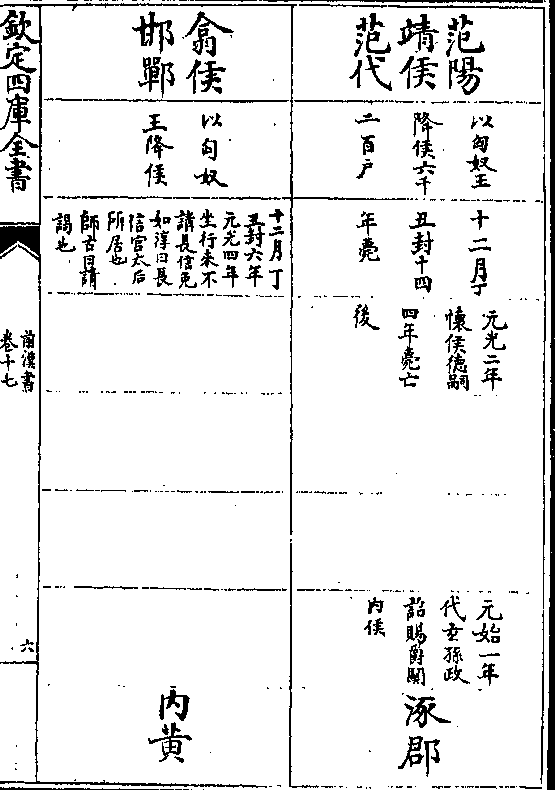 范陽
靖侯
范代
以匈奴王
降侯六千
二百户
十二月丁
丑封十四
年薨
元光二年
懷侯德嗣
四年薨亡
後
元始一年
代玄孫政
詔賜爵關
内侯
涿郡
翕侯
邯鄲
以匈奴
王降侯
十二月丁
丑封六年
元光四年
坐行來不
請長信免
如淳曰長
信宫太后
所居也
師古曰請
謁也
内黄
欽定四庫全書
前漢書
卷十七
六